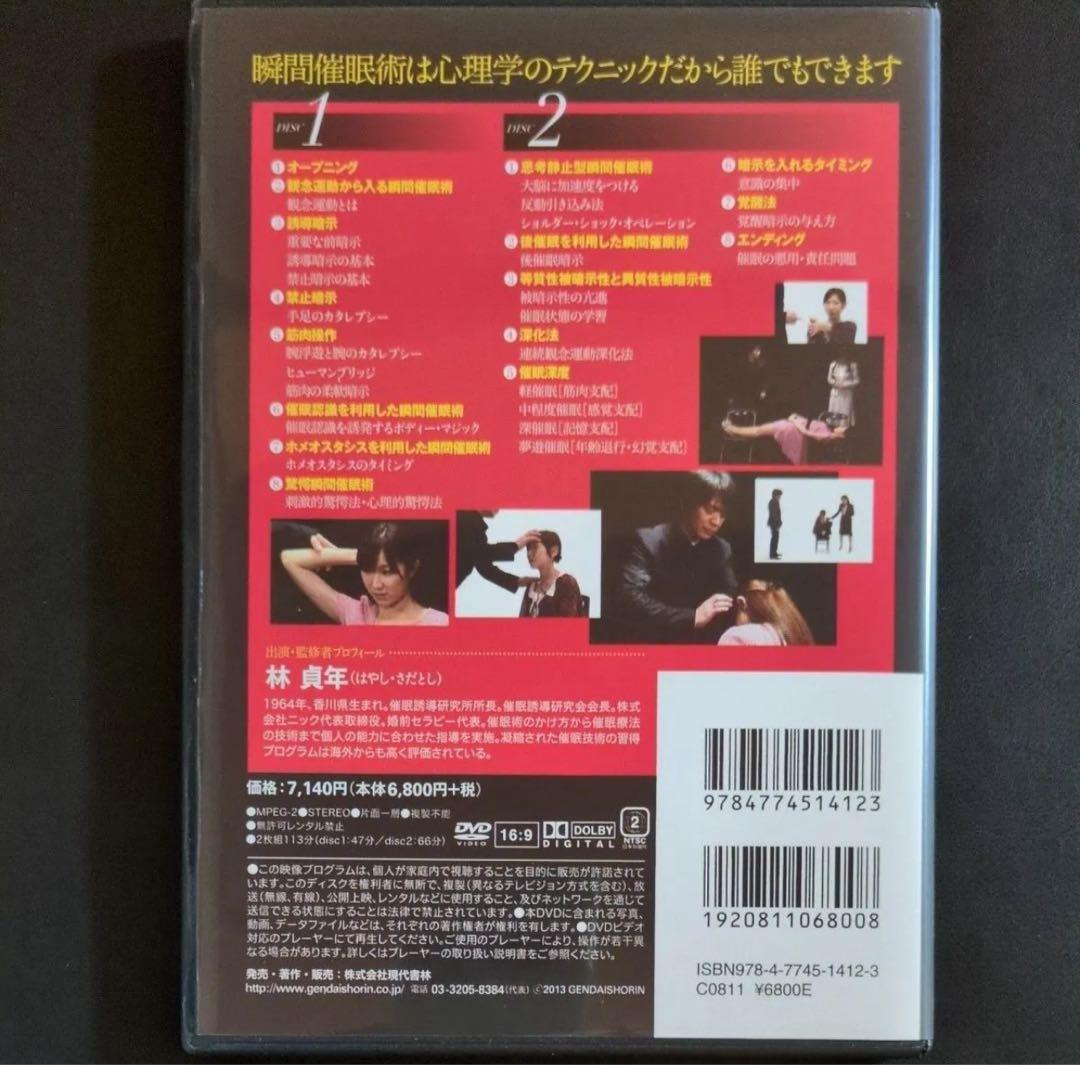 瞬間催眠術は心理学のテクニックだから誰でもできます
DISC 1
①オープニング
②観念運動から入る瞬間催眠術
観念運動とは
③誘導暗示
重要な前暗示
誘導暗示の基本
禁止暗示の基本
④禁止暗示
手足のカタレプシー
⑤筋肉操作
腕浮遊と腕のカタレプシー
ヒューマンブリッジ
筋肉の柔軟暗示
⑥催眠認識を利用した瞬間催眠術
催眠認識を誘発するボディー・マジック
⑦ホメオスタシスを利用した瞬間催眠術
ホメオスタシスのタイミング
⑧驚愕瞬間催眠術
刺激的驚愕法・心理的驚愕法
DISC 2
①思考静止型瞬間催眠術
大脳に加速度をつける
反動引き込み法
ショルダー・ショック・オペレーション
②後催眠を利用した瞬間催眠術
後催眠暗示
③等質性被暗示性と異質性被暗示性
被暗示性の亢進
催眠状態の学習
④深化法
連続観念運動深化法
⑤催眠深度
軽催眠[筋肉支配]
中程度催眠[感覚支配]
深催眠[記憶支配]
夢遊催眠[年齢退行・幻覚支配]
⑥暗示を入れるタイミング
意識の集中
⑦覚醒法
覚醒暗示の与え方
⑧エンディング
催眠の悪用・責任問題
出演・監修者プロフィール
林 貞年(はやし・さだとし)
1964年、香川県生まれ。催眠誘導研究所所長。催眠誘導研究会会長。株式
会社ニック代表取締役。婚前セラピー代表。催眠術のかけ方から催眠療法
の技術まで個人の能力に合わせた指導を実施。凝縮された催眠技術の習得
プログラムは海外からも高く評価されている。
価格:7,140円(本体6,800円+税)
●MPEG-2●STEREO●片面一層●複製不能
●無許可レンタル禁止
●2枚組113分(disc1:47分/disc2:66分)
DVD VIDEO
16:9
DOLBY DIGITAL
2 NTSC 日本市場向
●この映像プログラムは、個人が家庭内で視聴することを目的に販売が許諾され
ています。このディスクを権利者に無断で、複製(異なるテレビジョン方式を含む)、放
送(無線、有線)、公開上映、レンタルなどに使用すること、及びネットワークを通じて
送信できる状態にすることは法律で禁止されています。●本DVDに含まれる写真、
動画、データファイルなどは、それぞれの著作権者が権利を有します。●DVDビデオ
対応のプレーヤーにて再生してください。ご使用のプレーヤーにより、操作が若干異
なる場合があります。詳しくはプレーヤーの取り扱い説明書をご参照ください。
発売・著作・販売:株式会社現代書林
http://www.gendaishorin.co.jp/ 電話 03-3205-8384(代表) ©2013 GENDAISHORIN
9784774514123
1920811068008
ISBN978-4-7745-1412-3
C0811 ¥6800E